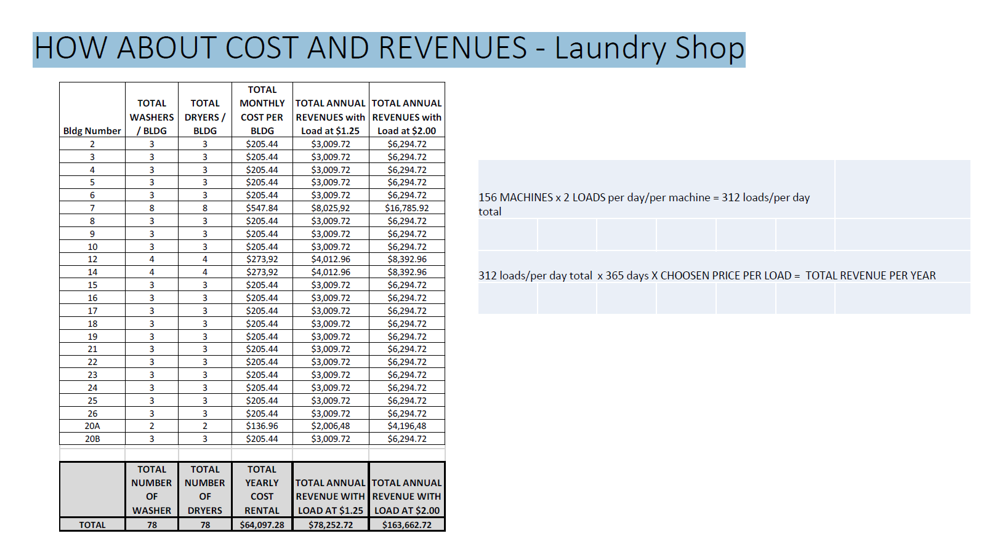 HOW ABOUT COST AND REVENUES - Laundry Shop
Bldg Number TOTAL WASHERS / BLDG TOTAL DRYERS / BLDG TOTAL MONTHLY COST PER BLDG TOTAL ANNUAL REVENUES with Load at $1.25 TOTAL ANNUAL REVENUES with Load at $2.00
2 3 3 $205.44 $3,009.72 $6,294.72
3 3 3 $205.44 $3,009.72 $6,294.72
4 3 3 $205.44 $3,009.72 $6,294.72
5 3 3 $205.44 $3,009.72 $6,294.72
6 3 3 $205.44 $3,009.72 $6,294.72
7 8 8 $547.84 $8,025,92 $16,785.92
8 3 3 $205.44 $3,009.72 $6,294.72
9 3 3 $205.44 $3,009.72 $6,294.72
10 3 3 $205.44 $3,009.72 $6,294.72
12 4 4 $273,92 $4,012.96 $8,392.96
14 4 4 $273,92 $4,012.96 $8,392.96
15 3 3 $205.44 $3,009.72 $6,294.72
16 3 3 $205.44 $3,009.72 $6,294.72
17 3 3 $205.44 $3,009.72 $6,294.72
18 3 3 $205.44 $3,009.72 $6,294.72
19 3 3 $205.44 $3,009.72 $6,294.72
21 3 3 $205.44 $3,009.72 $6,294.72
22 3 3 $205.44 $3,009.72 $6,294.72
23 3 3 $205.44 $3,009.72 $6,294.72
24 3 3 $205.44 $3,009.72 $6,294.72
25 3 3 $205.44 $3,009.72 $6,294.72
26 3 3 $205.44 $3,009.72 $6,294.72
20A 2 2 $136.96 $2,006,48 $4,196,48
20B 3 3 $205.44 $3,009.72 $6,294.72
TOTAL NUMBER OF WASHER TOTAL NUMBER OF DRYERS TOTAL YEARLY COST RENTAL TOTAL ANNUAL REVENUE WITH LOAD AT $1.25 TOTAL ANNUAL REVENUE WITH LOAD AT $2.00
TOTAL 78 78 $64,097.28 $78,252.72 $163,662.72
156 MACHINES x 2 LOADS per day/per machine = 312 loads/per day
total
312 loads/per day total x 365 days X CHOOSEN PRICE PER LOAD = TOTAL REVENUE PER YEAR